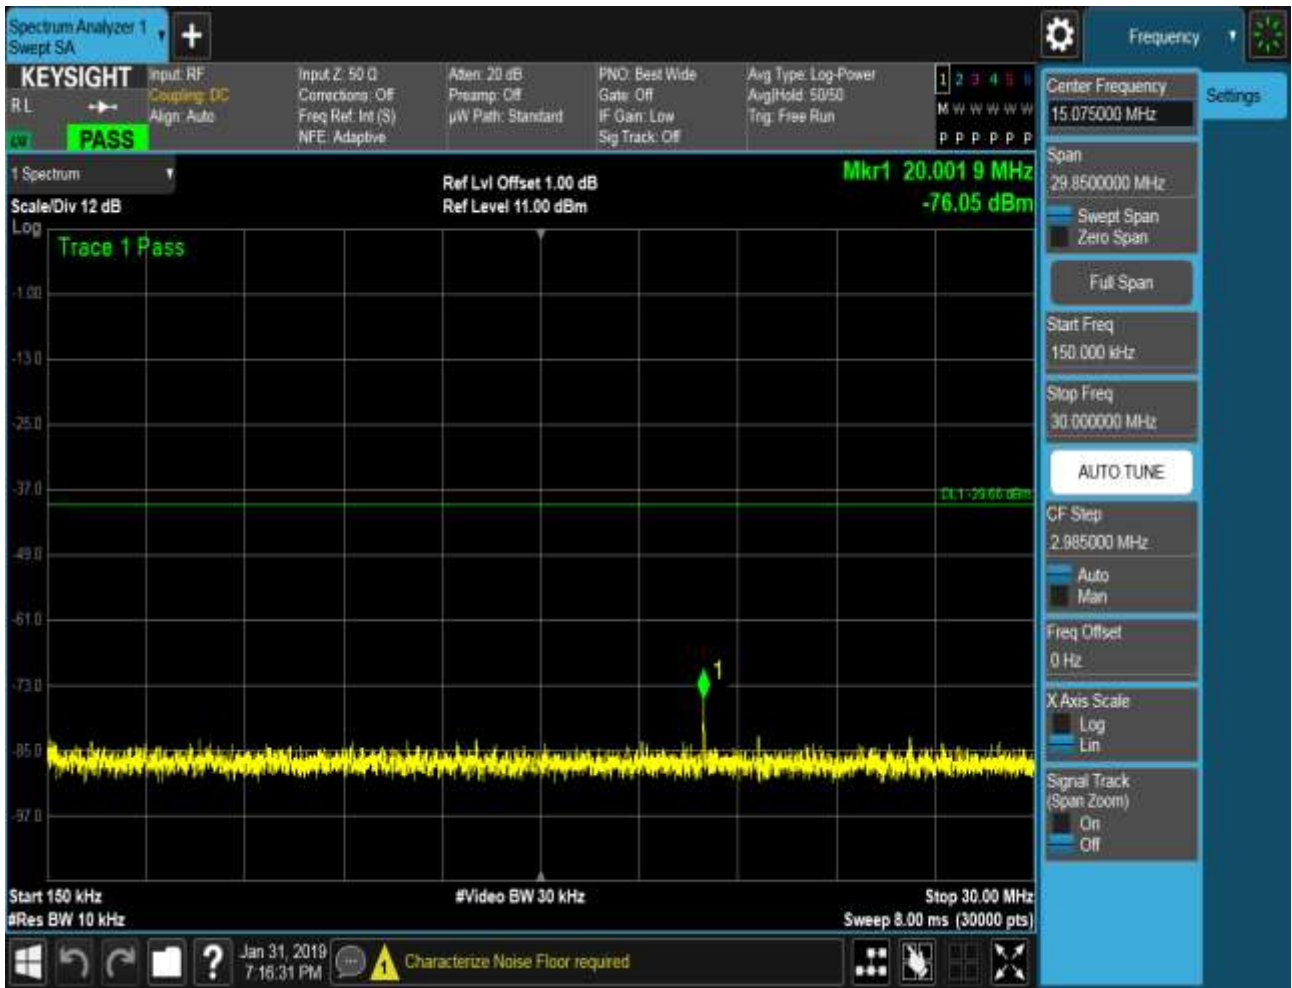 Spectrum Analyzer 1
Swept SA
Frequency
KEYSIGHT
R L
PASS
Input: RF
Coupling: DC
Align: Auto
Input Z: 50 Ω
Corrections: Off
Freq Ref: Int (S)
NFE: Adaptive
Atten: 20 dB
Preamp: Off
µW Path: Standard
PNO: Best Wide
Gate: Off
IF Gain: Low
Sig Track: Off
Avg Type: Log-Power
Avg|Hold: 50/50
Trig: Free Run
1 2 3 4 5 6
M W W W W W
P P P P P P
1 Spectrum
Scale/Div 12 dB
Ref Lvl Offset 1.00 dB
Ref Level 11.00 dBm
Mkr1 20.001 9 MHz
-76.05 dBm
Log
Trace 1 Pass
-1.00
-13.0
-25.0
-37.0
DL1 -39.66 dBm
-49.0
-61.0
1
-73.0
-85.0
-97.0
Start 150 kHz
#Video BW 30 kHz
Stop 30.00 MHz
#Res BW 10 kHz
Sweep 8.00 ms (30000 pts)
Center Frequency
15.075000 MHz
Settings
Span
29.8500000 MHz
Swept Span
Zero Span
Full Span
Start Freq
150.000 kHz
Stop Freq
30.000000 MHz
AUTO TUNE
CF Step
2.985000 MHz
Auto
Man
Freq Offset
0 Hz
X Axis Scale
Log
Lin
Signal Track
(Span Zoom)
On
Off
?
Jan 31, 2019
7:16:31 PM
1
Characterize Noise Floor required